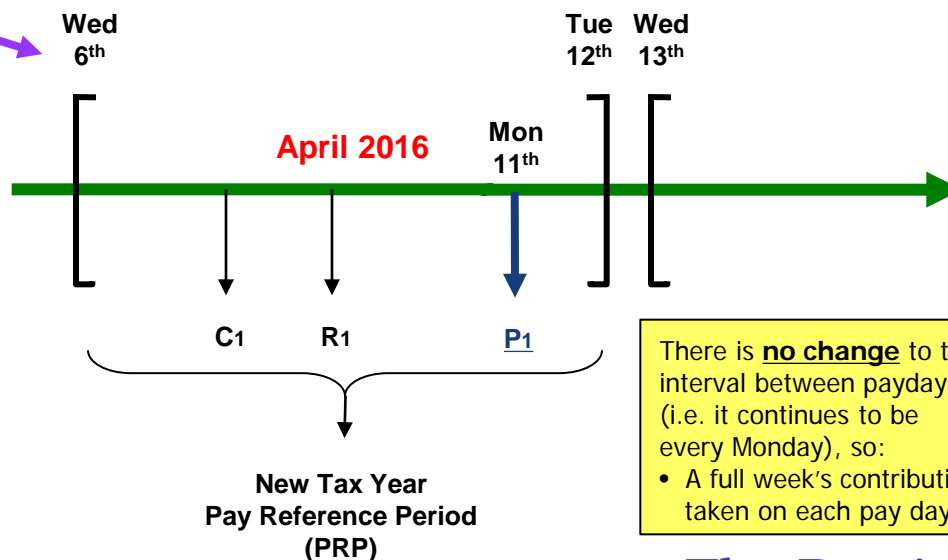 Wed
6th
Tue
12th
Wed
13th
April 2016
Mon
11th
C1
R1
P1
There is no change to
interval between
(i.e. it continues to be
every Monday), so:
• A full week's
taken on each pay day
New Tax Year
Pay Reference Period
(PRP)